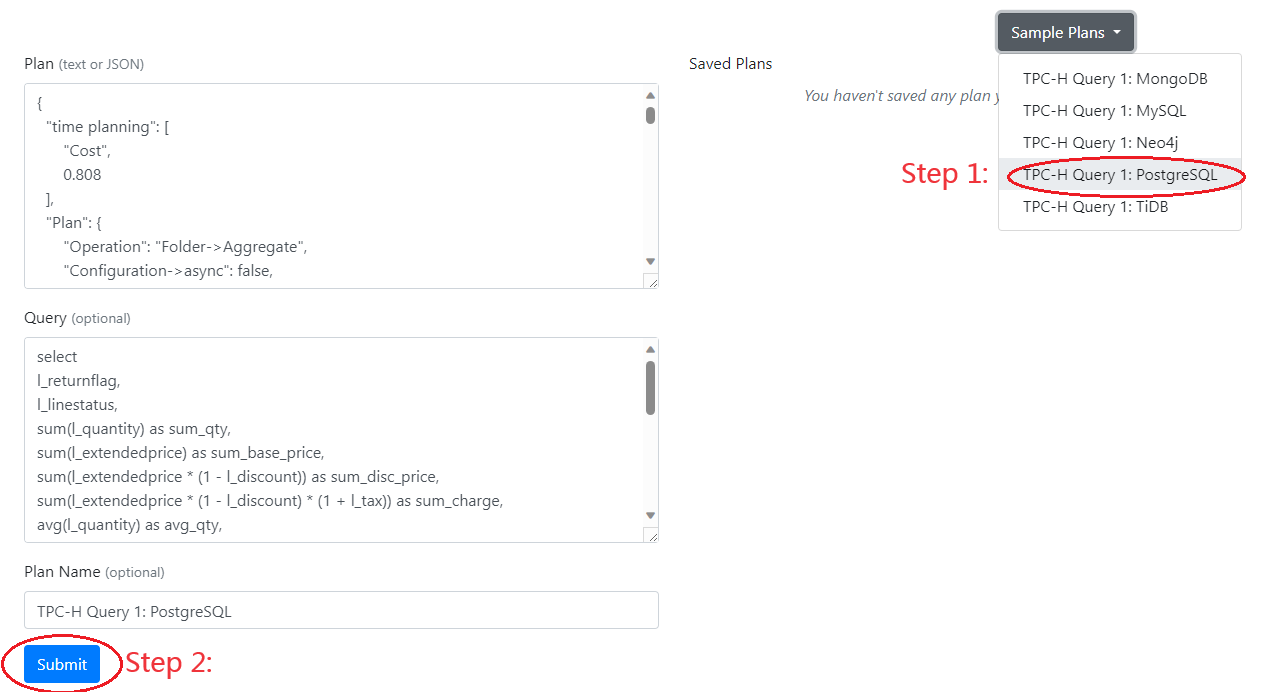 Sample Plans
Plan (text or JSON)
Saved Plans
{
"time planning": [
"Cost",
0.808
],
"Plan": {
"Operation": "Folder->Aggregate",
"Configuration->async": false,
You haven't saved any plan
TPC-H Query 1: MongoDB
TPC-H Query 1: MySQL
TPC-H Query 1: Neo4j
Step 1:
TPC-H Query 1: PostgreSQL
TPC-H Query 1: TiDB
Query (optional)
select
l_returnflag,
l_linestatus,
sum(l_quantity) as sum_qty,
sum(l_extendedprice) as sum_base_price,
sum(l_extendedprice * (1 - l_discount)) as sum_disc_price,
sum(l_extendedprice * (1 - l_discount) * (1 + l_tax)) as sum_charge,
avg(l_quantity) as avg_qty,
Plan Name (optional)
TPC-H Query 1: PostgreSQL
Submit
Step 2: